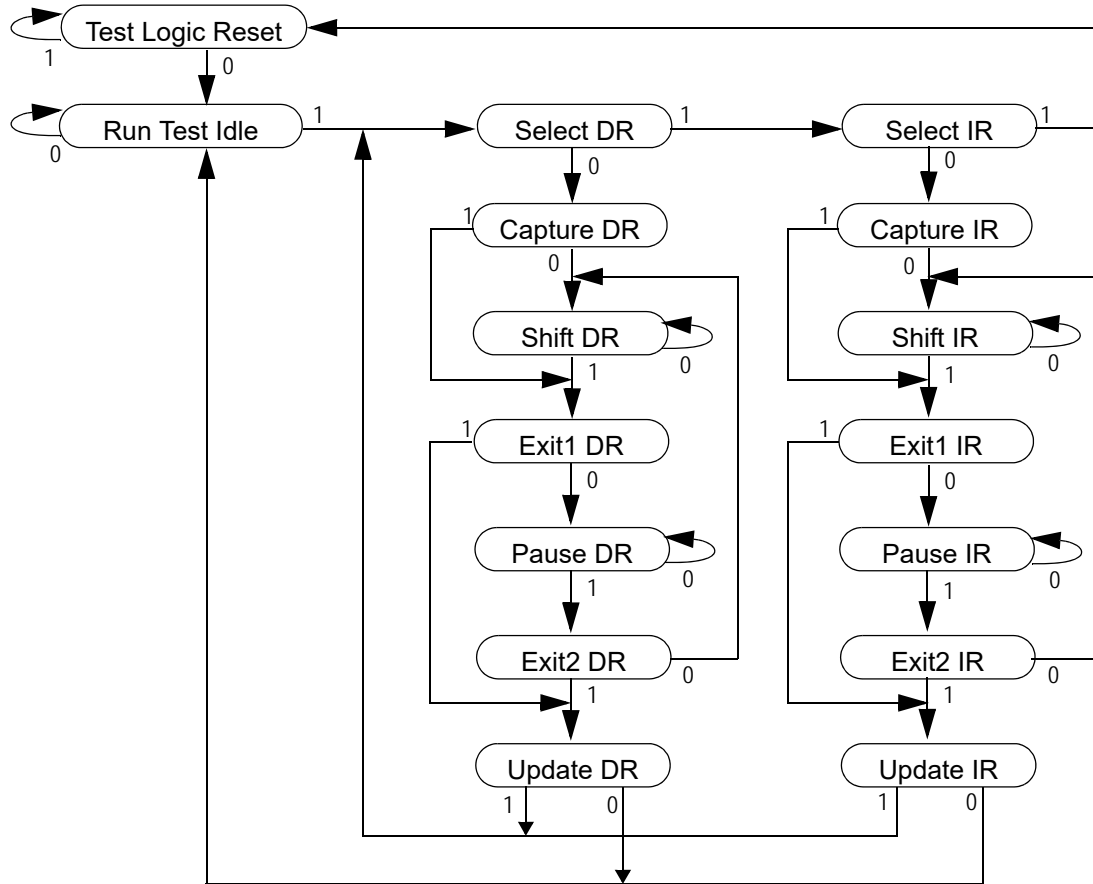 Test Logic Reset
1
0
Run Test Idle
1
Select DR
1
Select IR
1
0
0
0
1
Capture DR
1
Capture IR
0
0
Shift DR
0
Shift IR
0
1
1
1
Exit1 DR
1
Exit1 IR
0
0
Pause DR
0
Pause IR
0
1
1
Exit2 DR
0
Exit2 IR
0
1
1
Update DR
Update IR
1
0
1
0